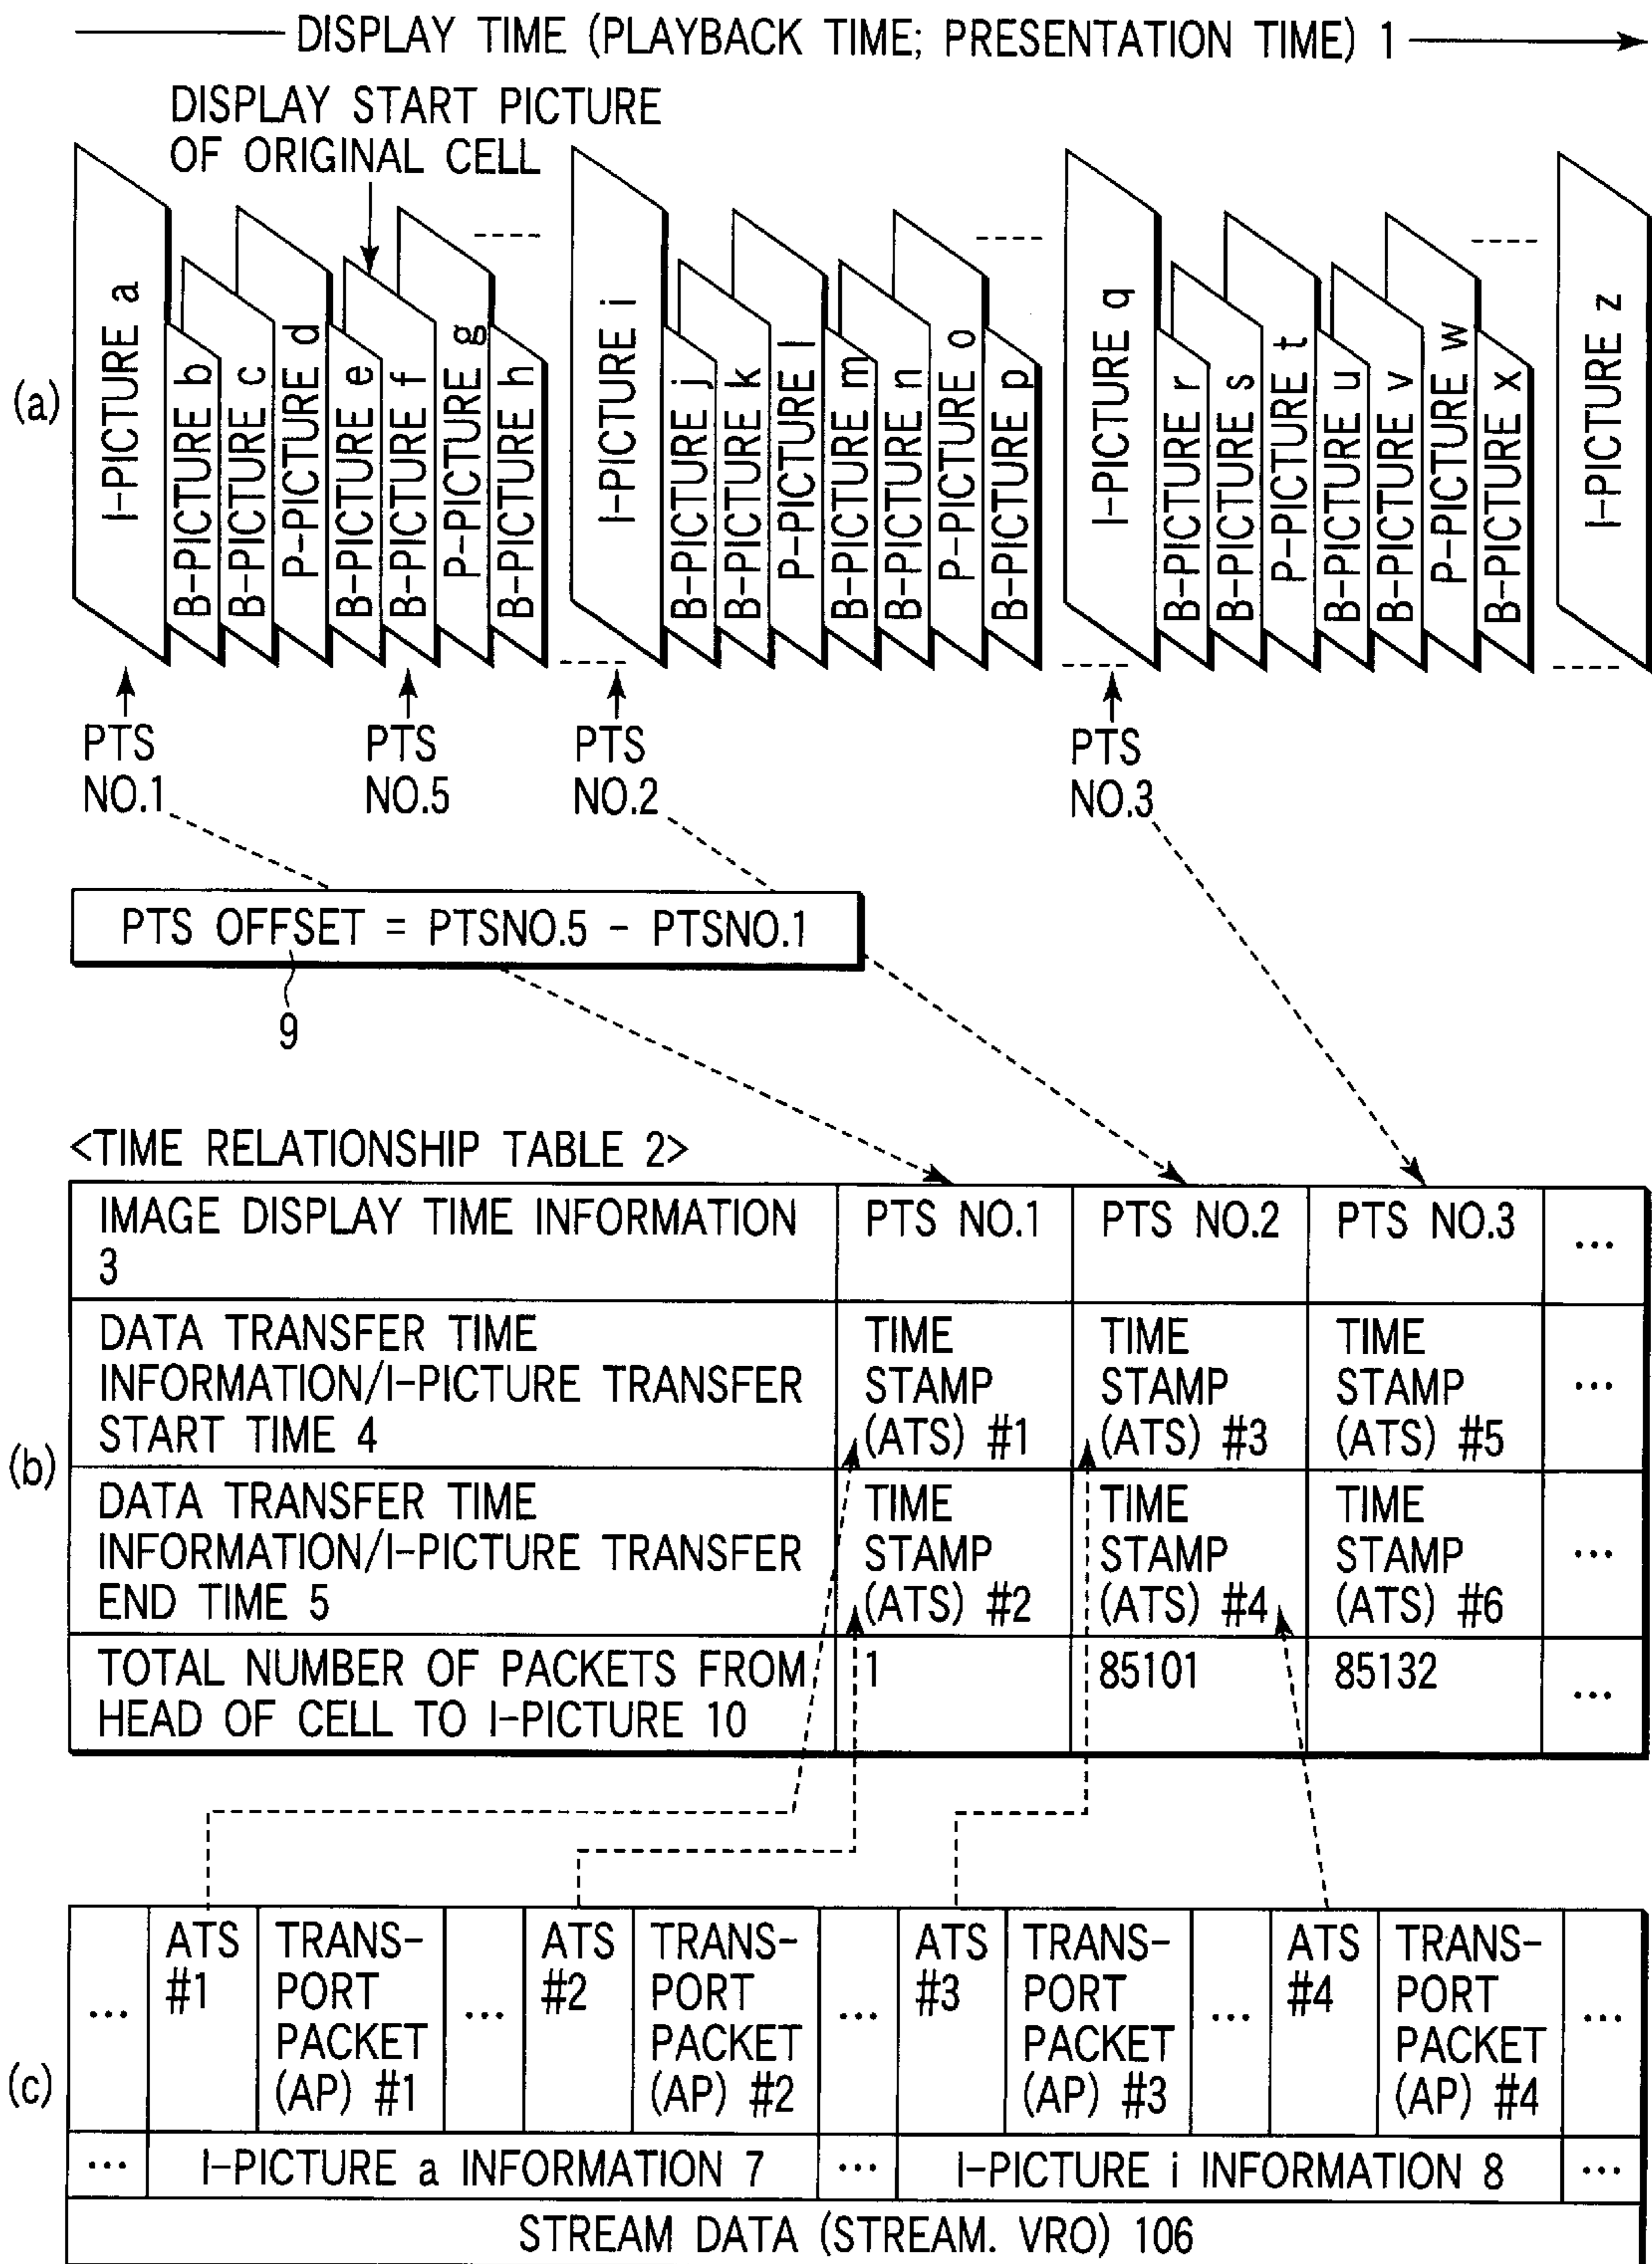 DISPLAY TIME (PLAYBACK TIME; PRESENTATION TIME) 1
DISPLAY START PICTURE
OF ORIGINAL CELL
(a)
I-PICTURE a
B-PICTURE b
B-PICTURE c
P-PICTURE d
B-PICTURE e
B-PICTURE f
P-PICTURE g
B-PICTURE h
I-PICTURE i
B-PICTURE j
B-PICTURE k
P-PICTURE l
B-PICTURE m
B-PICTURE n
P-PICTURE o
B-PICTURE p
I-PICTURE q
B-PICTURE r
B-PICTURE s
P-PICTURE t
B-PICTURE u
B-PICTURE v
P-PICTURE w
B-PICTURE x
I-PICTURE z
PTS
NO.1
PTS
NO.5
PTS
NO.2
PTS
NO.3
PTS OFFSET = PTSNO.5 - PTSNO.1
9
<TIME RELATIONSHIP TABLE 2>
(b)
IMAGE DISPLAY TIME INFORMATION
3
PTS NO.1
PTS NO.2
PTS NO.3
...
DATA TRANSFER TIME
INFORMATION/I-PICTURE TRANSFER
START TIME 4
TIME
STAMP
(ATS) #1
TIME
STAMP
(ATS) #3
TIME
STAMP
(ATS) #5
...
DATA TRANSFER TIME
INFORMATION/I-PICTURE TRANSFER
END TIME 5
TIME
STAMP
(ATS) #2
TIME
STAMP
(ATS) #4
TIME
STAMP
(ATS) #6
...
TOTAL NUMBER OF PACKETS FROM
HEAD OF CELL TO I-PICTURE 10
1
85101
85132
...
(c)
...
ATS
#1
TRANS-
PORT
PACKET
(AP) #1
...
ATS
#2
TRANS-
PORT
PACKET
(AP) #2
...
ATS
#3
TRANS-
PORT
PACKET
(AP) #3
...
ATS
#4
TRANS-
PORT
PACKET
(AP) #4
...
... I-PICTURE a INFORMATION 7 ... I-PICTURE i INFORMATION 8 ...
STREAM DATA (STREAM. VRO) 106